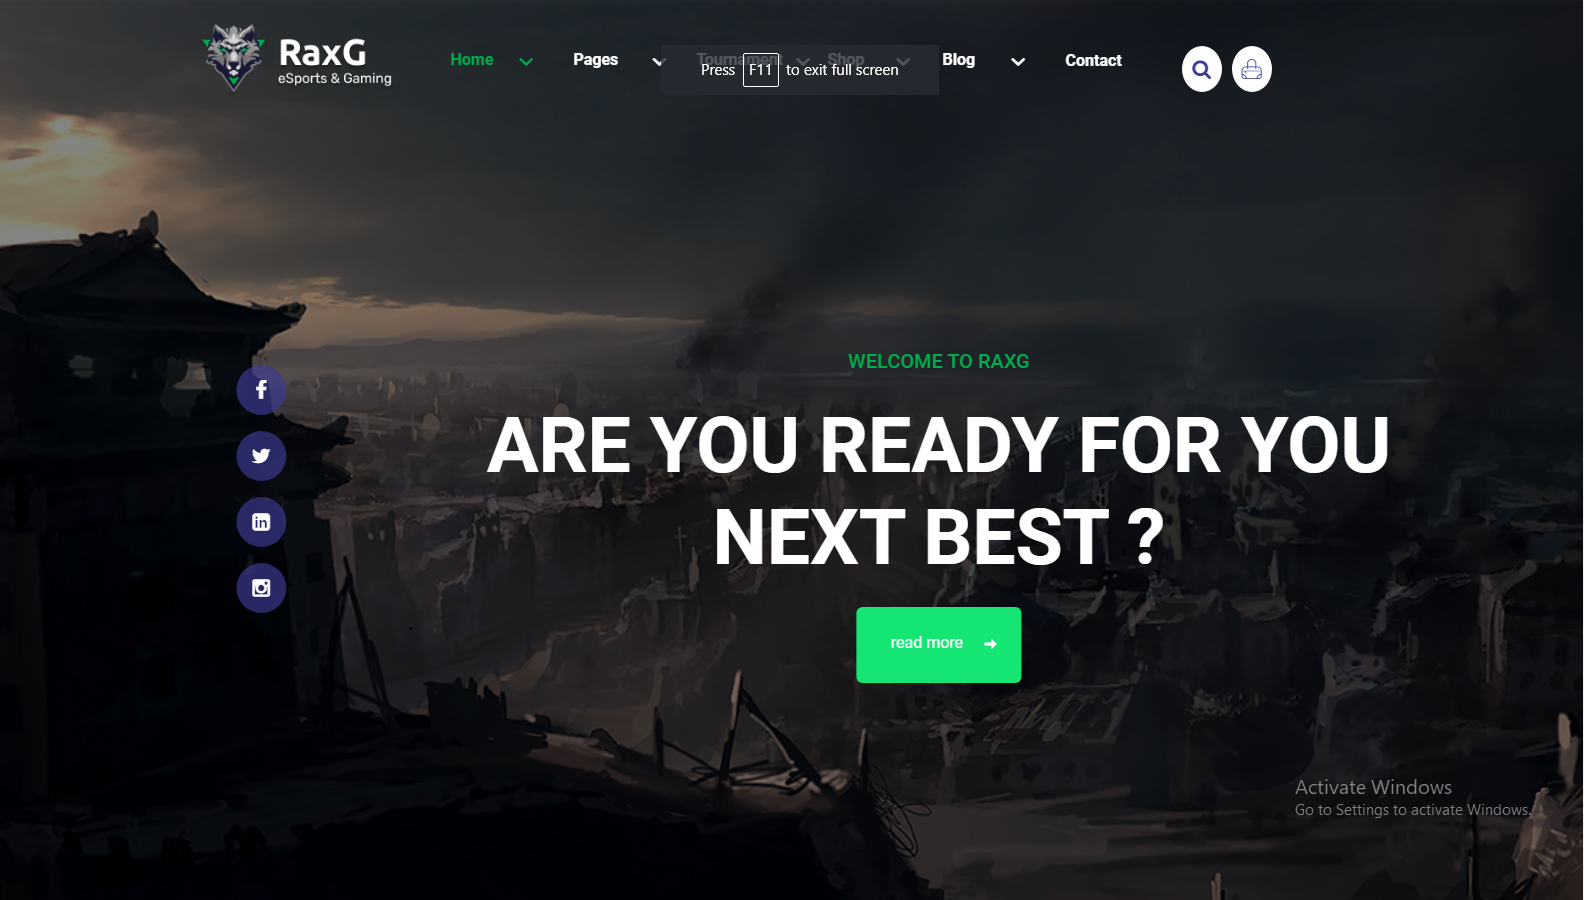 RaxG
eSports & Gaming
Home
Pages
Tournament
Shop
Blog
Contact
Press F11 to exit full screen
WELCOME TO RAXG
ARE YOU READY FOR YOU
NEXT BEST ?
read more
Activate Windows
Go to Settings to activate Windows.